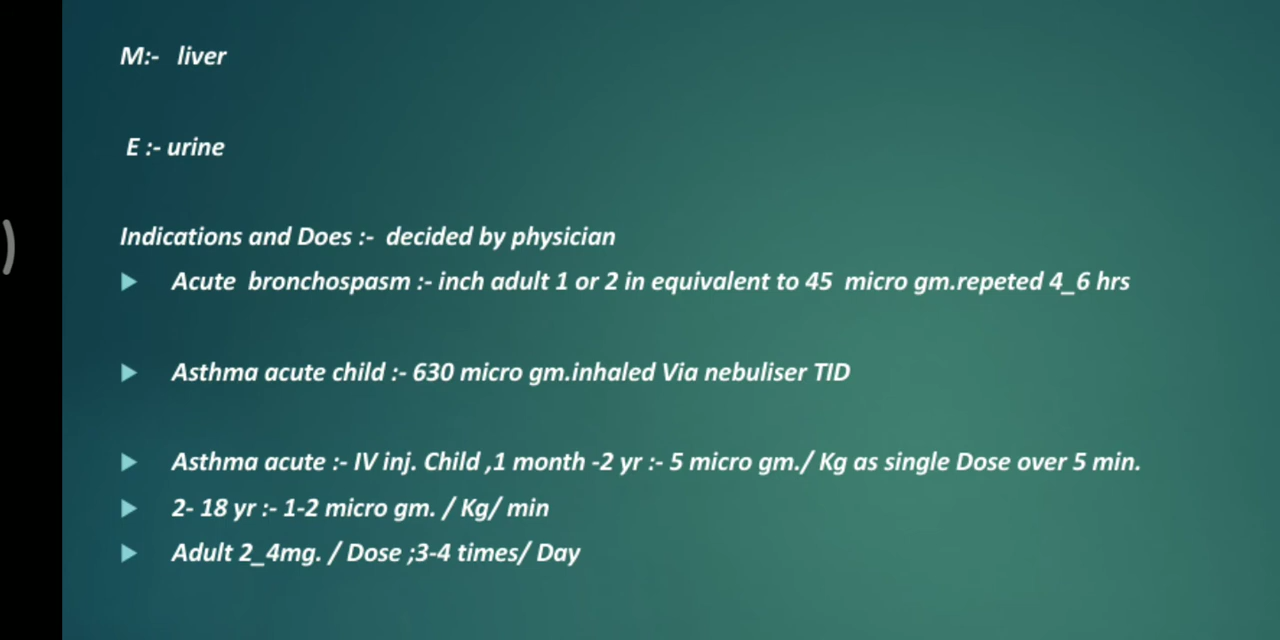 M:- liver
E :- urine
Indications and Does :- decided by physician
Acute bronchospasm :- inch adult 1 or 2 in equivalent to 45 micro gm.repeted 4_6 hrs
Asthma acute child :- 630 micro gm.inhaled Via nebuliser TID
Asthma acute :- IV inj. Child ,1 month -2 yr :- 5 micro gm./ Kg as single Dose over 5 min.
2- 18 yr :- 1-2 micro gm. / Kg/ min
Adult 2_4mg. / Dose ;3-4 times/ Day